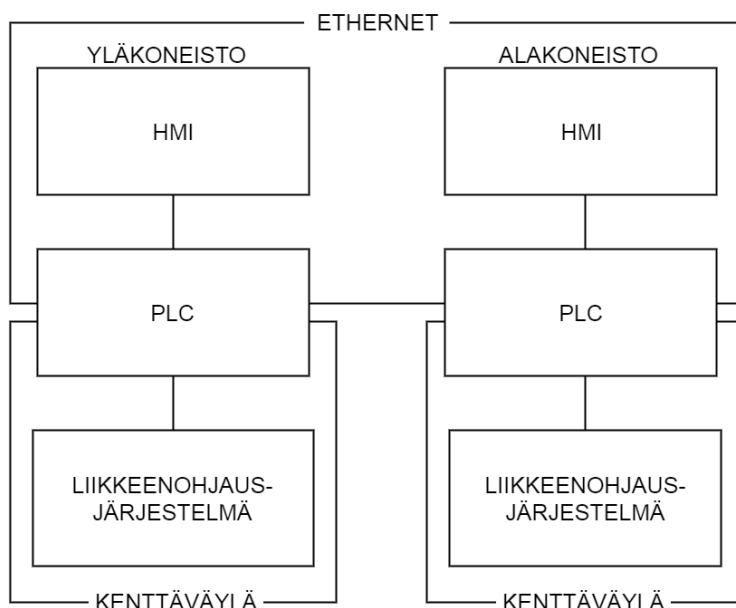 ETHERNET
YLÄKONEISTO
ALAKONEISTO
HMI
HMI
PLC
PLC
LIIKKEENOHJAUS-
JÄRJESTELMÄ
LIIKKEENOHJAUS-
JÄRJESTELMÄ
KENTTÄVÄYLÄ
KENTTÄVÄYLÄ